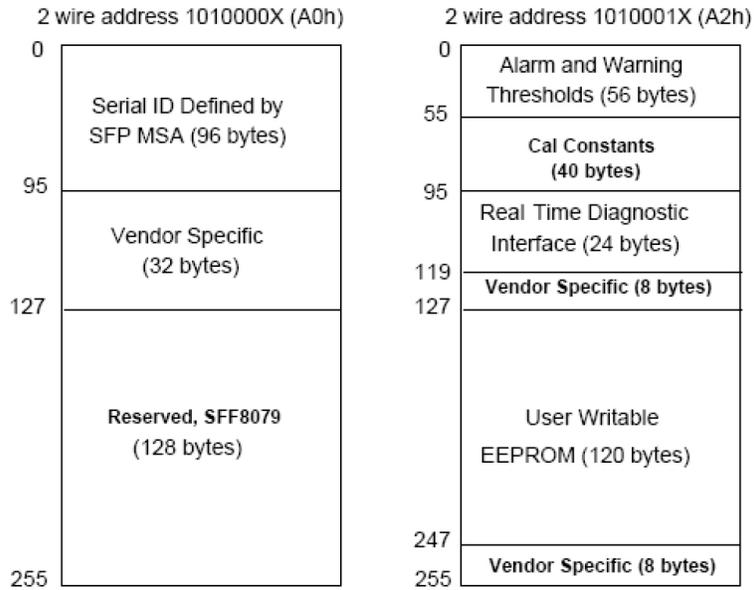 2 wire address 1010000X (A0h)
0
Serial ID Defined by
SFP MSA (96 bytes)
95
Vendor Specific
(32 bytes)
127
Reserved, SFF8079
(128 bytes)
255
2 wire address 1010001X (A2h)
0
Alarm and Warning
Thresholds (56 bytes)
55
Cal Constants
(40 bytes)
95
Real Time Diagnostic
Interface (24 bytes)
119
Vendor Specific (8 bytes)
127
User Writable
EEPROM (120 bytes)
247
Vendor Specific (8 bytes)
255